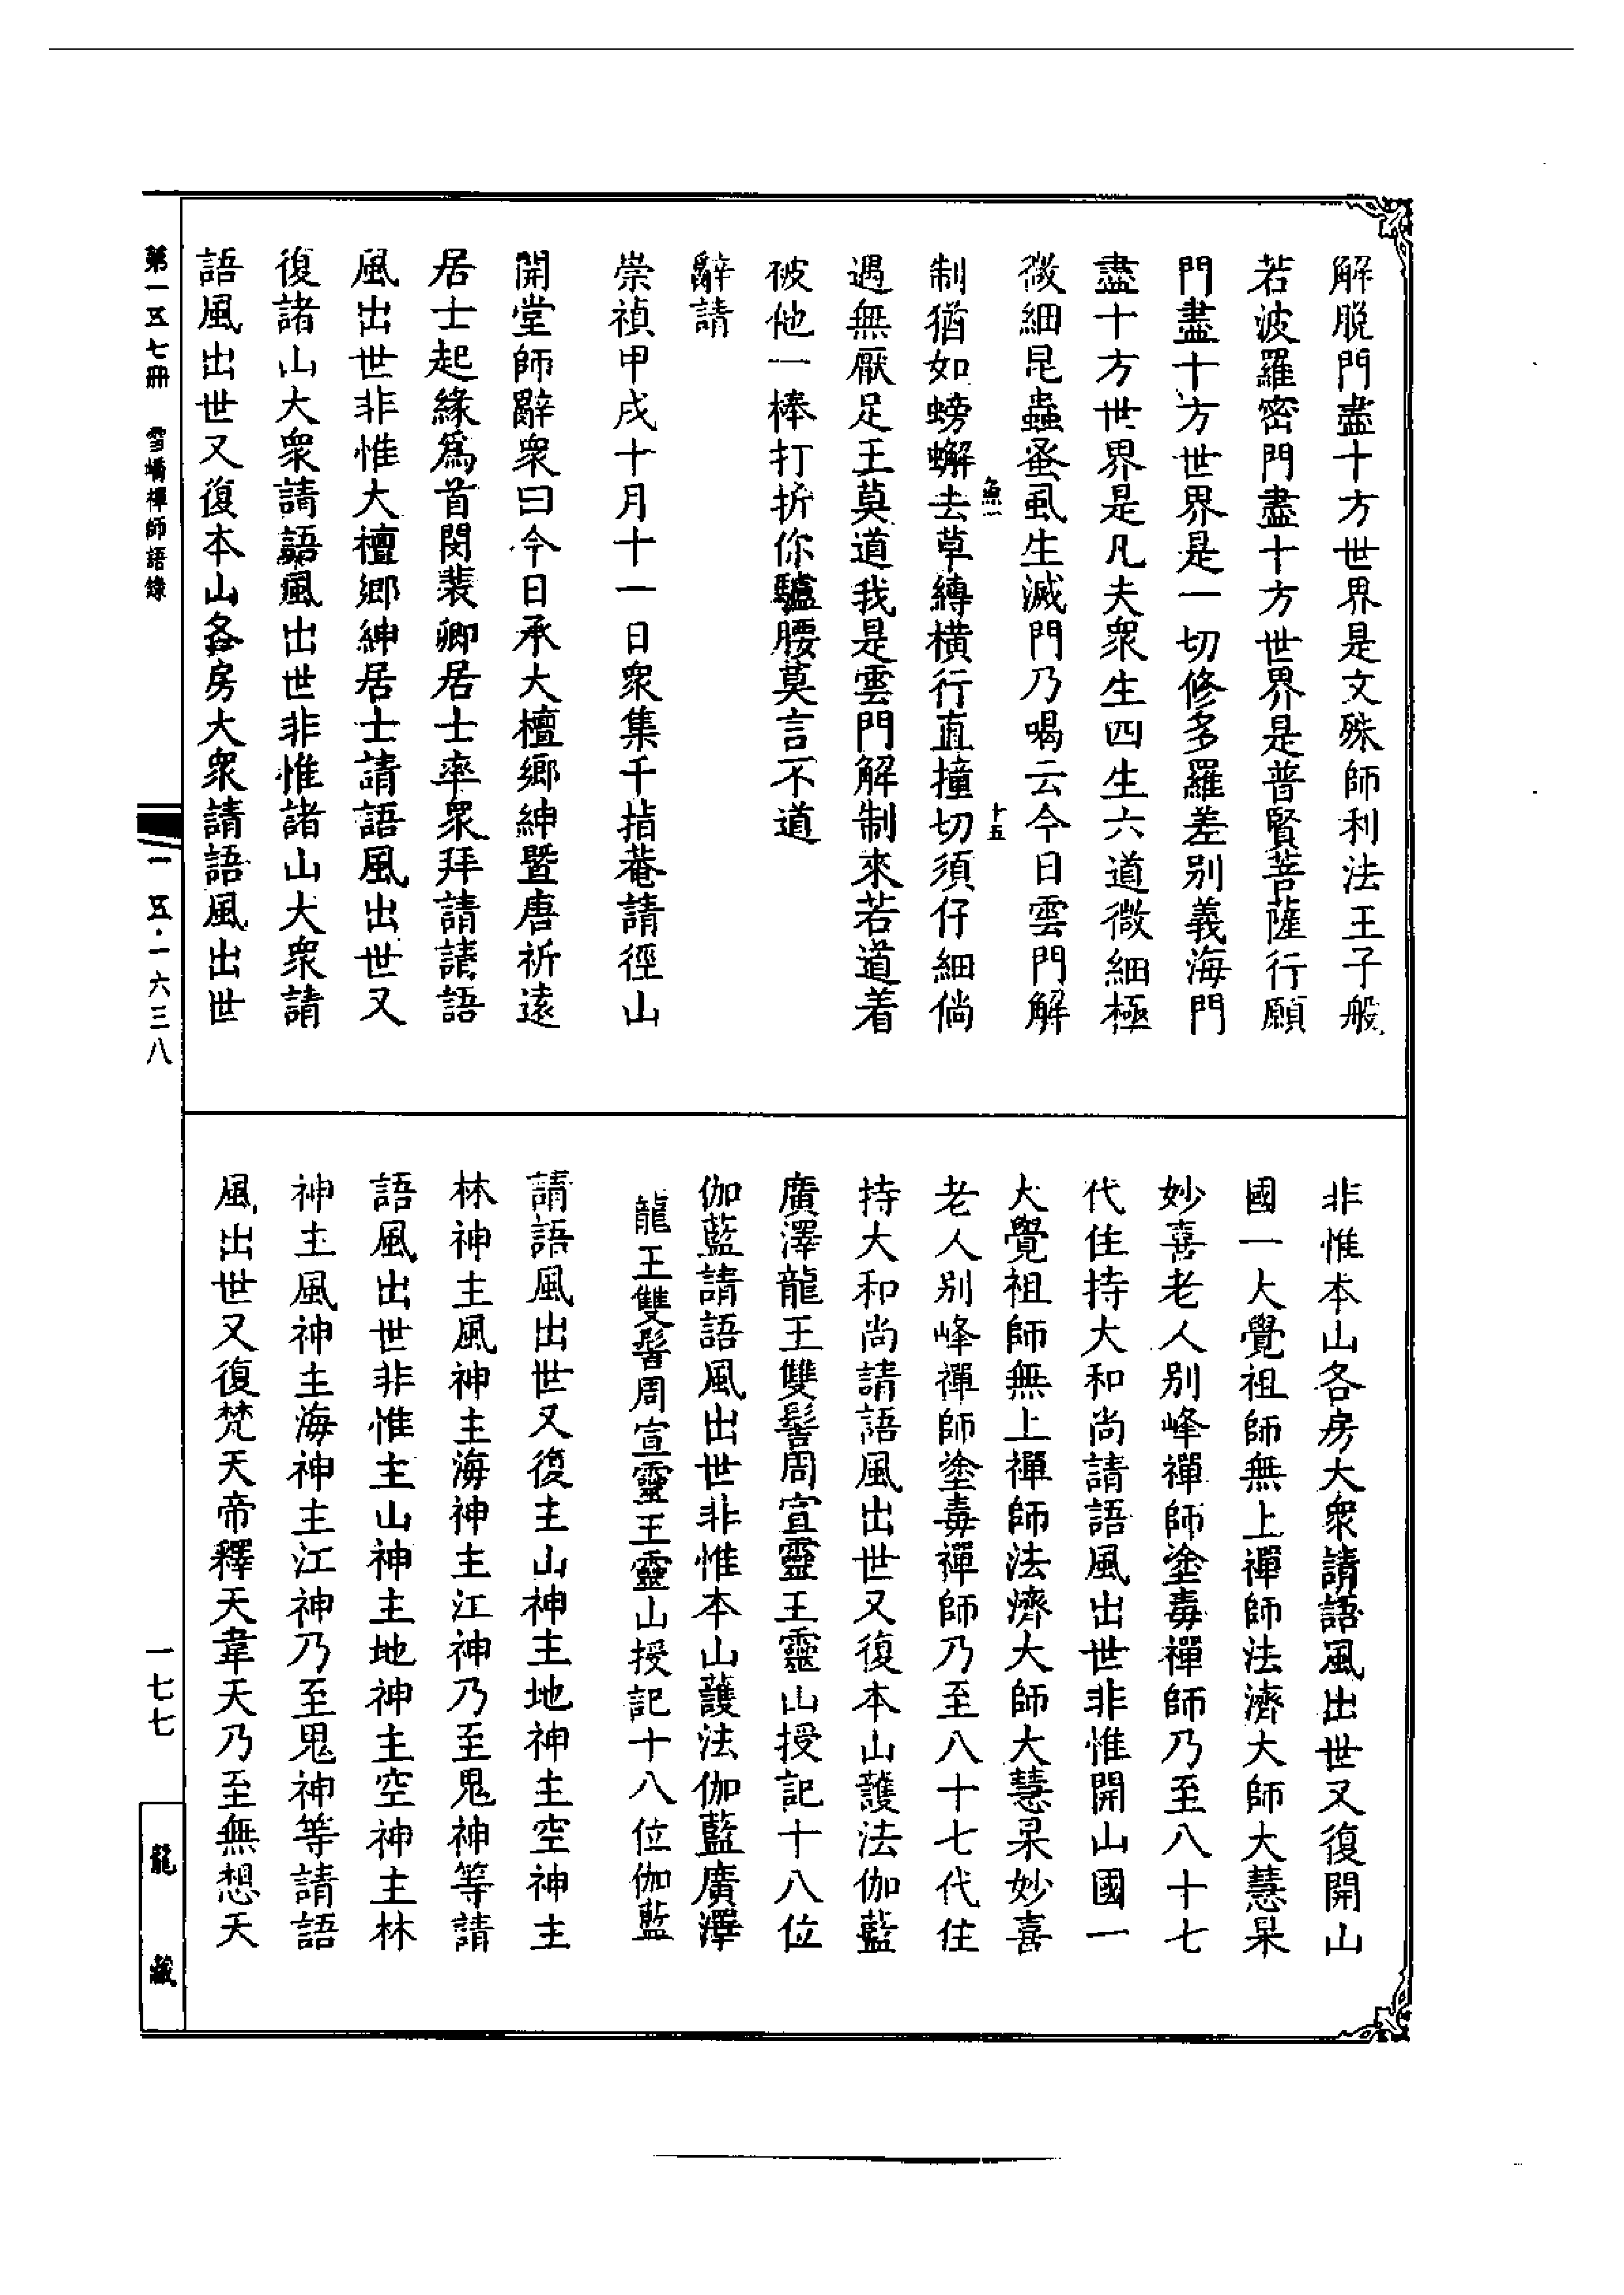 解脫門盡十方世界是文殊師利法王子般
若波羅密門盡十方世界是普賢菩薩行願
門盡十方世界是一切修多羅差別義海門
盡十方世界是凡夫衆生四生六道微細極
微細昆蟲蚤虱生滅門乃喝云今日雲門解
魚一
十五
制猶如螃蠏去草縛橫行直撞切須仔細倘
遇無厭足王莫道我是雲門解制來若道着
被他一棒打折你驢腰莫言不道
辭請
崇禎甲戌十月十一日衆集千指菴請徑山
開堂師辭衆曰今日承大檀鄉紳暨唐祈遠
居士起緣爲首閔裴卿居士率衆拜請請語
風出世非惟大檀鄉紳居士請語風出世又
復諸山大衆請語風出世非惟諸山大衆請
語風出世又復本山各房大衆請語風出世
非惟本山各房大衆請語風出世又復開山
國一大覺祖師無上禪師法濟大師大慧杲
妙喜老人別峰禪師塗毒禪師乃至八十七
代住持大和尚請語風出世非惟開山國一
大覺祖師無上禪師法濟大師大慧杲妙喜
老人別峰禪師塗毒禪師乃至八十七代住
持大和尚請語風出世又復本山護法伽藍
廣澤龍王雙髻周宣靈王靈山授記十八位
伽藍請語風出世非惟本山護法伽藍廣澤
龍王雙髻周宣靈王靈山授記十八位伽藍
請語風出世又復主山神主地神主空神主
林神主風神主海神主江神乃至鬼神等請
語風出世非惟主山神主地神主空神主林
神主風神主海神主江神乃至鬼神等請語
風出世又復梵天帝釋天韋天乃至無想天
第一五七冊 雪嶠禪師語錄
一五·一六三八
一七七
龍藏